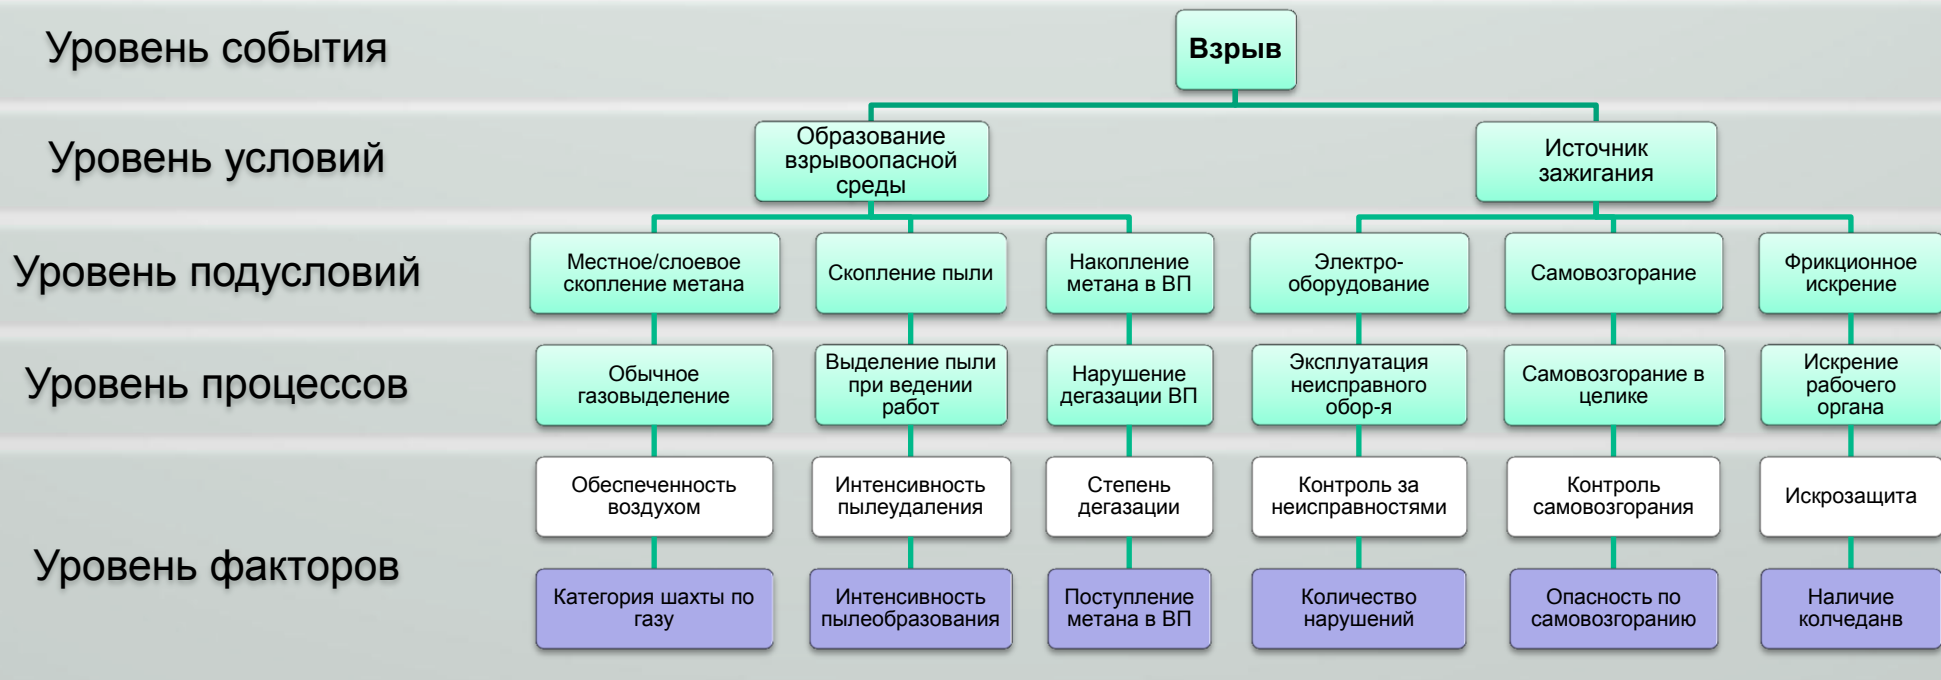 Уровень события
Взрыв
Уровень условий
Образование
взрывоопасной
среды
Источник
зажигания
Уровень подусловий
Местное/слоевое
скопление метана
Скопление пыли
Накопление
метана в ВП
Электро-
оборудование
Самовозгорание
Фрикционное
искрение
Уровень процессов
Обычное
газовыделение
Выделение пыли
при ведении
работ
Нарушение
дегазации ВП
Эксплуатация
неисправного
обор-я
Самовозгорание в
целике
Искрение
рабочего
органа
Уровень факторов
Обеспеченность
воздухом
Интенсивность
пылеудаления
Степень
дегазации
Контроль за
неисправностями
Контроль
самовозгорания
Искрозащита
Категория шахты по
газу
Интенсивность
пылеобразования
Поступление
метана в ВП
Количество
нарушений
Опасность по
самовозгоранию
Наличие
колчеданв